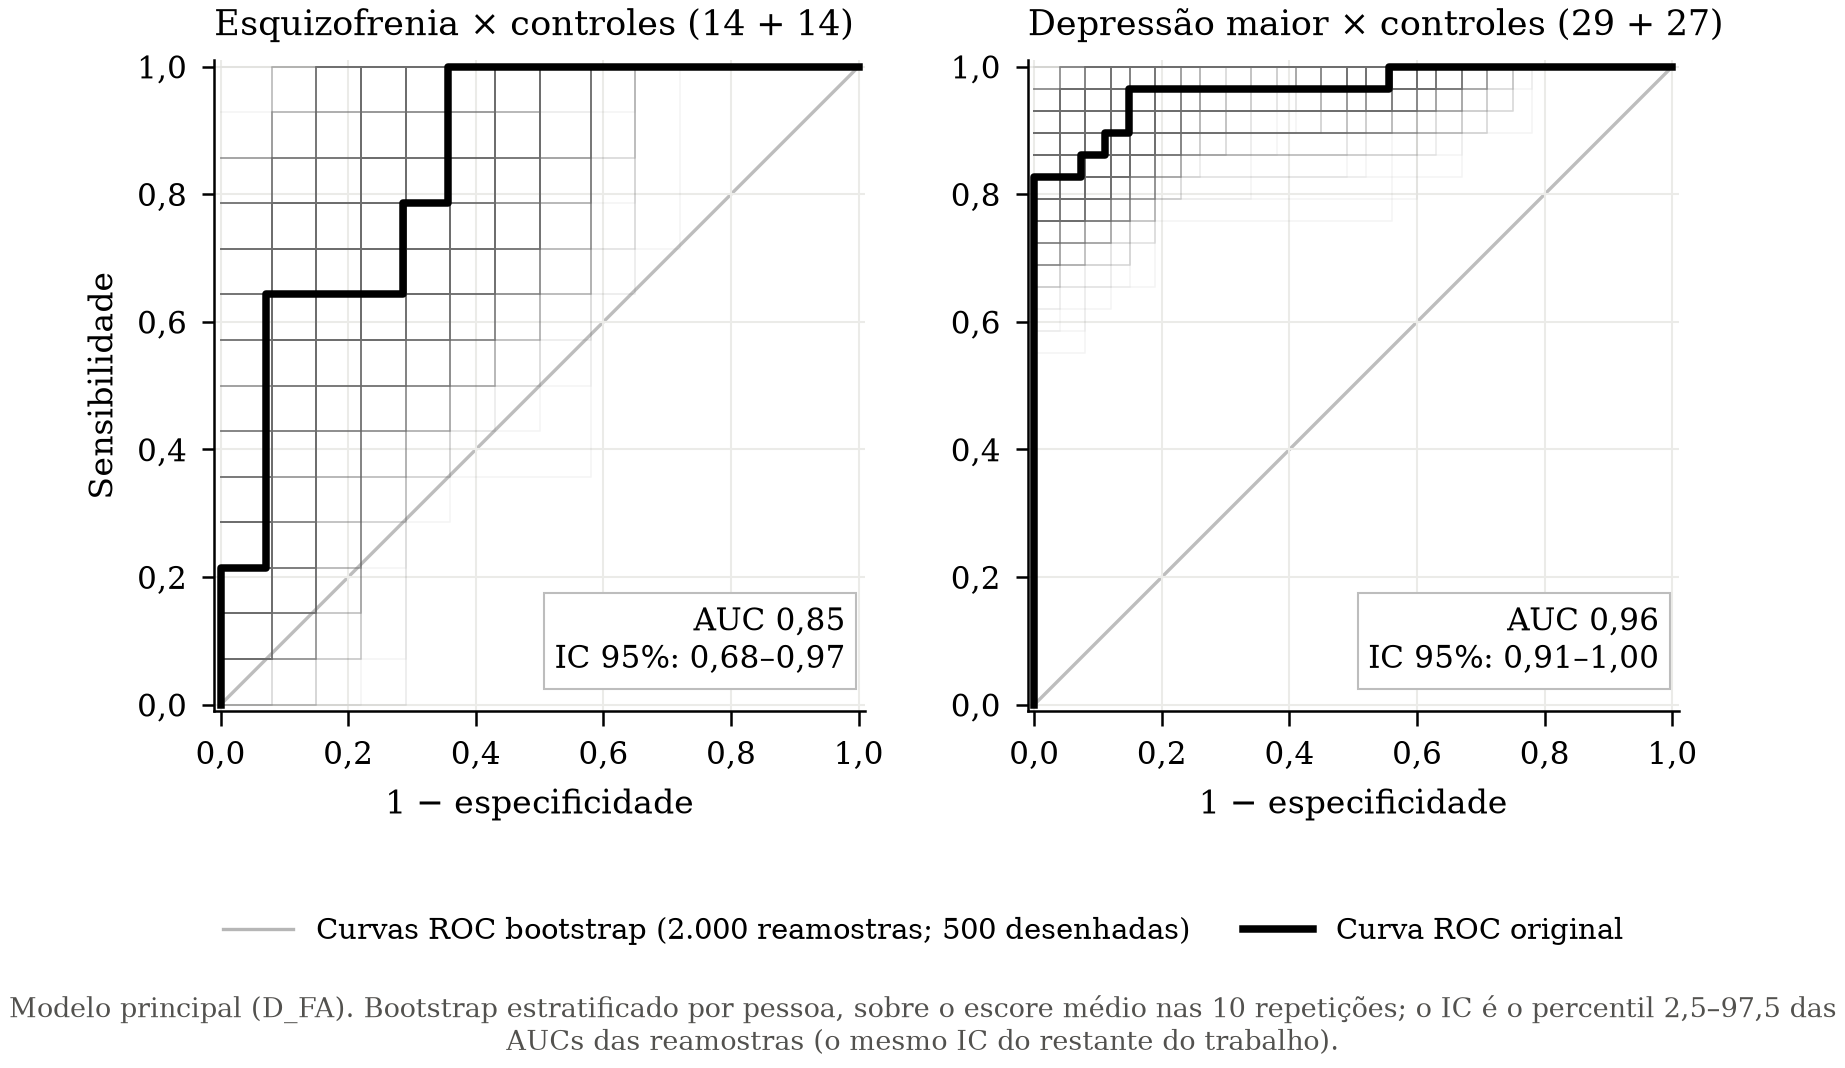 Esquizofrenia × controles (14 + 14)
Depressão maior × controles (29 + 27)
Sensibilidade
1,0
0,8
0,6
0,4
0,2
0,0
0,0 0,2 0,4 0,6 0,8 1,0
1 − especificidade
AUC 0,85
IC 95%: 0,68–0,97
1,0
0,8
0,6
0,4
0,2
0,0
0,0 0,2 0,4 0,6 0,8 1,0
1 − especificidade
AUC 0,96
IC 95%: 0,91–1,00
Curvas ROC bootstrap (2.000 reamostras; 500 desenhadas)
Curva ROC original
Modelo principal (D_FA). Bootstrap estratificado por pessoa, sobre o escore médio nas 10 repetições; o IC é o percentil 2,5–97,5 das
AUCs das reamostras (o mesmo IC do restante do trabalho).